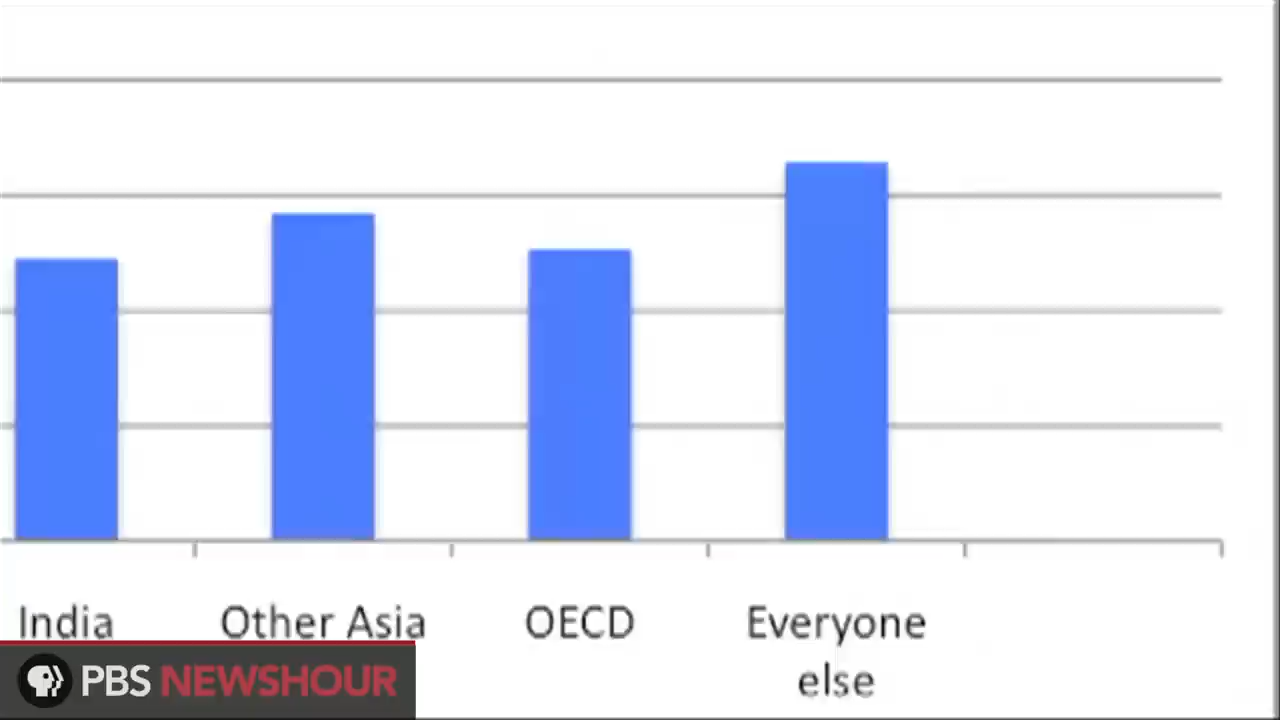 India
Other Asia
OECD
Everyone
else
PBS NEWSHOUR